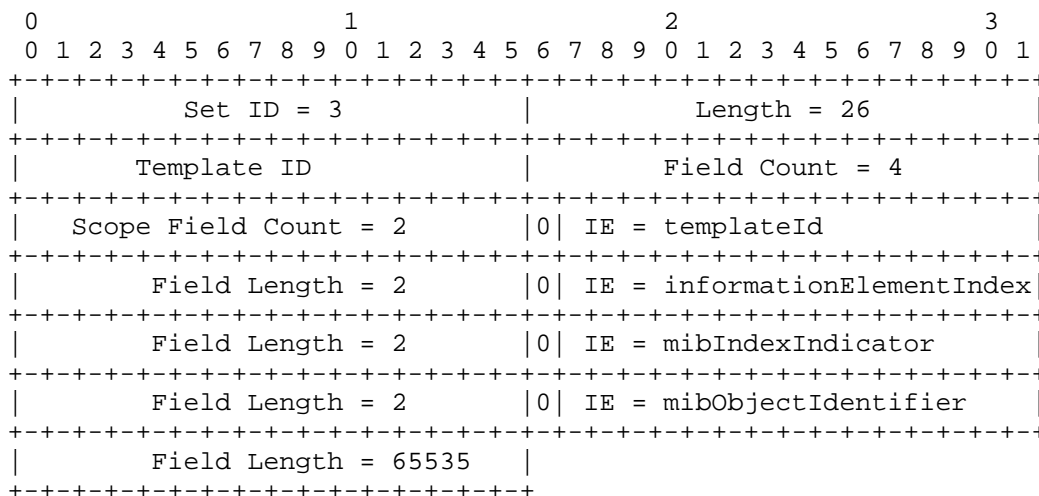 0                   1                   2                   3
 0 1 2 3 4 5 6 7 8 9 0 1 2 3 4 5 6 7 8 9 0 1 2 3 4 5 6 7 8 9 0 1
+-+-+-+-+-+-+-+-+-+-+-+-+-+-+-+-+-+-+-+-+-+-+-+-+-+-+-+-+-+-+-+-+
|          Set ID = 3           |          Length = 26          |
+-+-+-+-+-+-+-+-+-+-+-+-+-+-+-+-+-+-+-+-+-+-+-+-+-+-+-+-+-+-+-+-+
|       Template ID             |        Field Count = 4        |
+-+-+-+-+-+-+-+-+-+-+-+-+-+-+-+-+-+-+-+-+-+-+-+-+-+-+-+-+-+-+-+-+
|   Scope Field Count = 2       |0| IE = templateId             |
+-+-+-+-+-+-+-+-+-+-+-+-+-+-+-+-+-+-+-+-+-+-+-+-+-+-+-+-+-+-+-+-+
|        Field Length = 2       |0| IE = informationElementIndex|
+-+-+-+-+-+-+-+-+-+-+-+-+-+-+-+-+-+-+-+-+-+-+-+-+-+-+-+-+-+-+-+-+
|        Field Length = 2       |0| IE = mibIndexIndicator      |
+-+-+-+-+-+-+-+-+-+-+-+-+-+-+-+-+-+-+-+-+-+-+-+-+-+-+-+-+-+-+-+-+
|        Field Length = 2       |0| IE = mibObjectIdentifier    |
+-+-+-+-+-+-+-+-+-+-+-+-+-+-+-+-+-+-+-+-+-+-+-+-+-+-+-+-+-+-+-+-+
|        Field Length = 65535   |
+-+-+-+-+-+-+-+-+-+-+-+-+-+-+-+-+